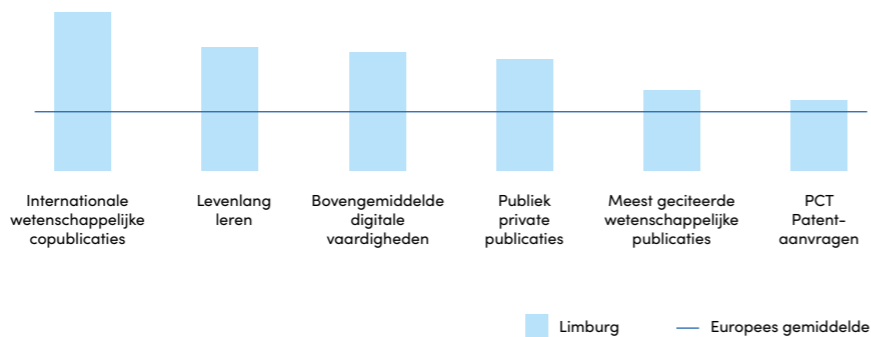 Internationale
wetenschappelijke
copublicaties
Levenlang
leren
Bovengemiddelde
digitale
vaardigheden
Publiek
private
publicaties
Meest geciteerde
wetenschappelijke
publicaties
PCT
Patent-
aanvragen
Limburg
Europees gemiddelde